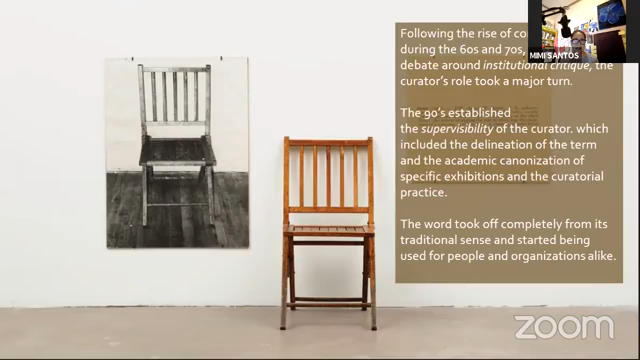 Following the rise of
during the 60s and 70s,
debate around institutional critique, the
curator's role took a major turn.
The 90's established
the supervisibility of the curator. which
included the delineation of the term
and the academic canonization of
specific exhibitions and the curatorial
practice.
The word took off completely from its
traditional sense and started being
used for people and organizations alike.
MIMI SANTOS
zoom